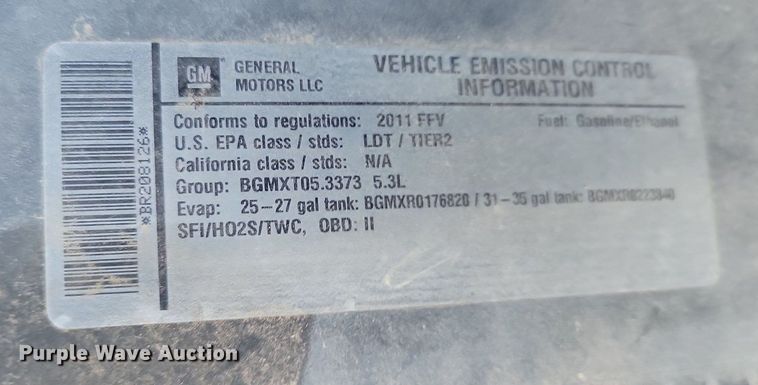 GM GENERAL MOTORS LLC
VEHICLE EMISSION CONTROL
INFORMATION
Conforms to regulations: 2011 FFV Fuel: Gasoline/Ethanol
U.S. EPA class / stds: LDT / TIER2
California class / stds: N/A
Group: BGMXT05.3373 5.3L
Evap: 25-27 gal tank: BGMXR0176820 / 31-35 gal tank: BGMXR0223840
SFI/HO2S/TWC, OBD: II
*BR208126*
Purple Wave Auction